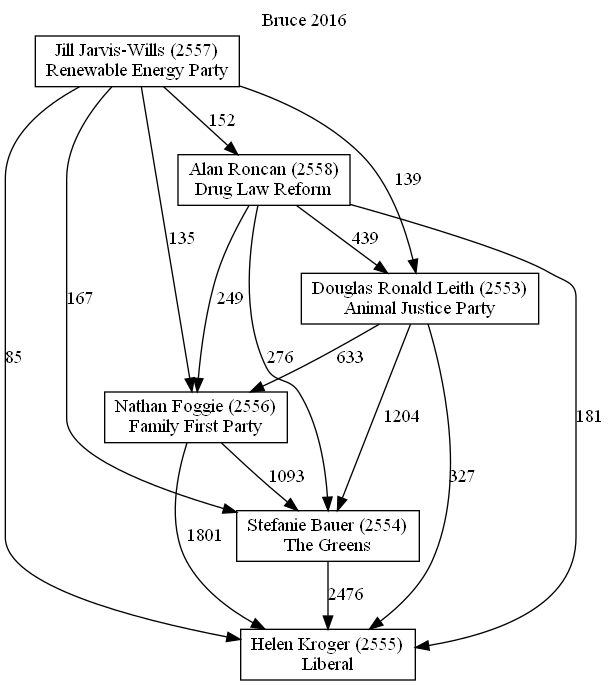 Bruce 2016
Jill Jarvis-Wills (2557)
Renewable Energy Party
152
Alan Roncan (2558)
Drug Law Reform
139
135
249
439
Douglas Ronald Leith (2553)
Animal Justice Party
167
85
276
633
Nathan Foggie (2556)
Family First Party
1204
181
1093
327
Stefanie Bauer (2554)
The Greens
1801
2476
Helen Kroger (2555)
Liberal